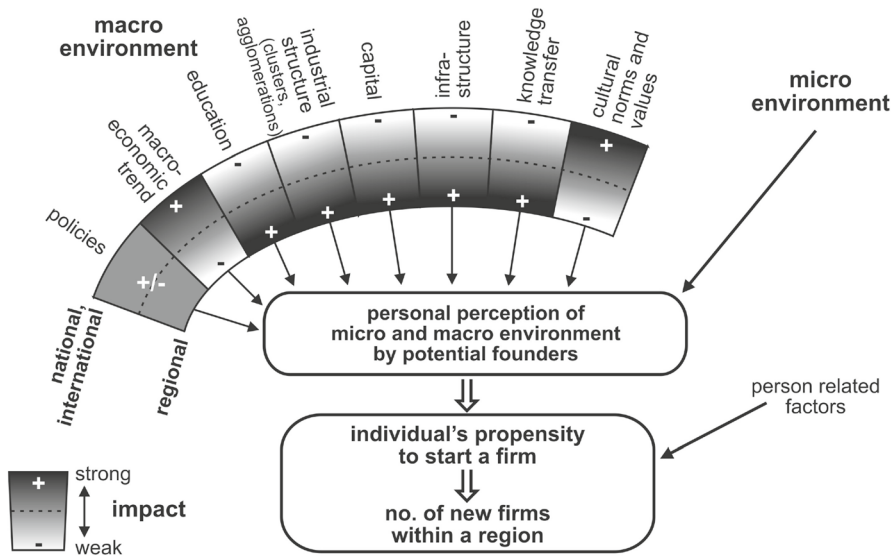 macro
environment
policies
macro-
economic
trend
education
industrial
structure
(clusters,
agglomerations)
capital
infra-
structure
knowledge
transfer
cultural
norms and
values
micro
environment
+/-
+
-
-
+
-
+
-
+
-
+
-
+
+
-
national,
international
regional
personal perception of
micro and macro environment
by potential founders
person related
factors
individual's propensity
to start a firm
no. of new firms
within a region
+
strong
impact
-
weak